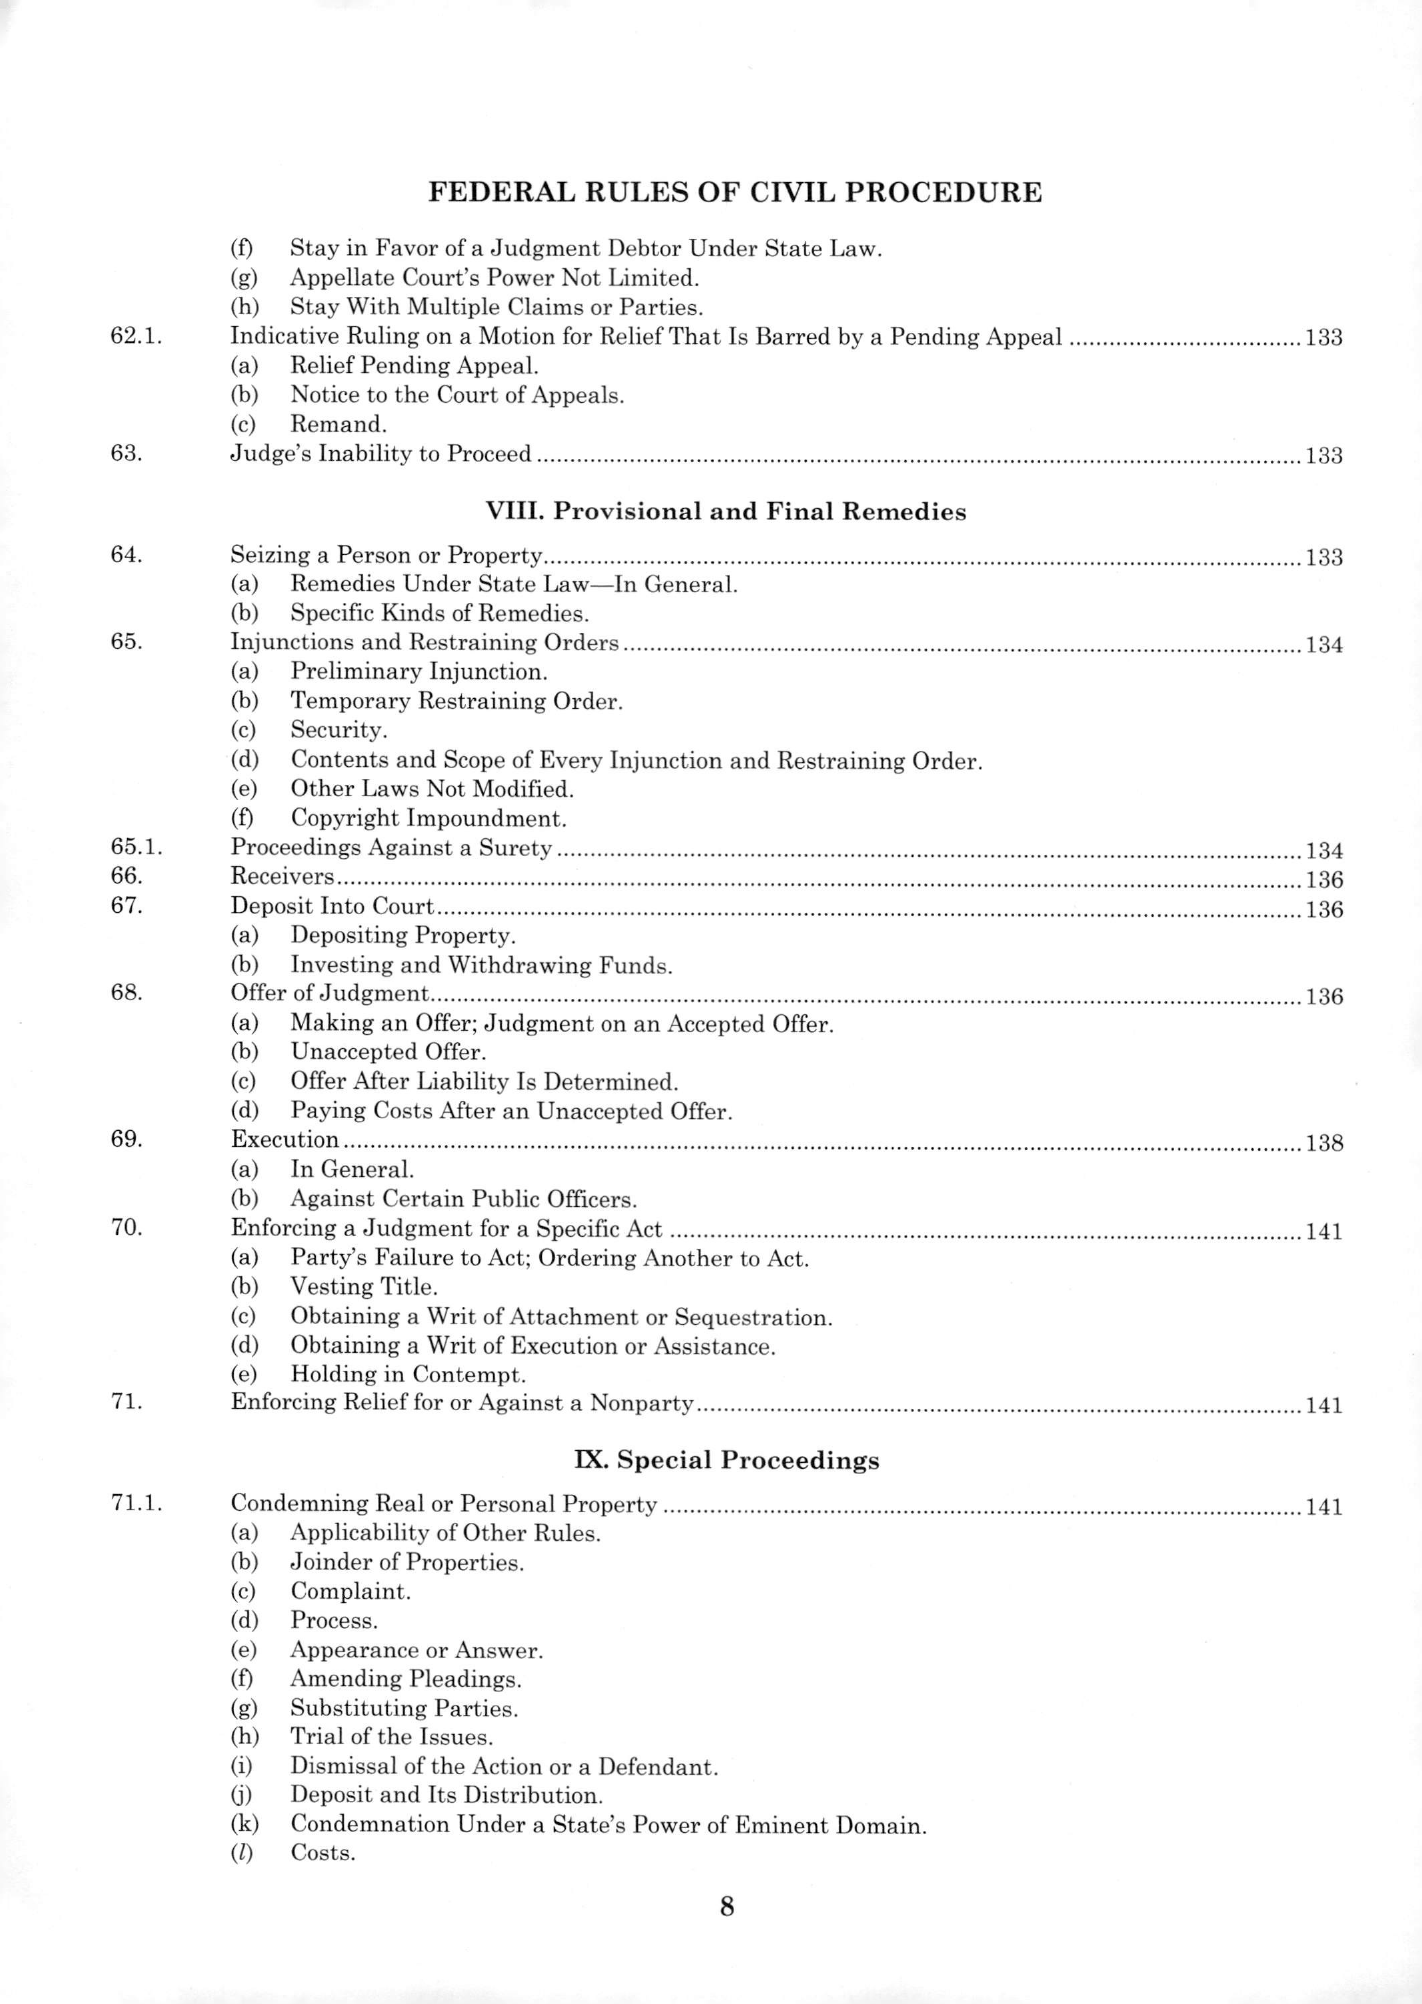 FEDERAL RULES OF CIVIL PROCEDURE
(f) Stay in Favor of a Judgment Debtor Under State Law.
(g) Appellate Court's Power Not Limited.
(h) Stay With Multiple Claims or Parties.
62.1. Indicative Ruling on a Motion for Relief That Is Barred by a Pending Appeal ................................... 133
(a) Relief Pending Appeal.
(b) Notice to the Court of Appeals.
(c) Remand.
63. Judge's Inability to Proceed ................................... 133
VIII. Provisional and Final Remedies
64. Seizing a Person or Property ................................... 133
(a) Remedies Under State Law—In General.
(b) Specific Kinds of Remedies.
65. Injunctions and Restraining Orders ................................... 134
(a) Preliminary Injunction.
(b) Temporary Restraining Order.
(c) Security.
(d) Contents and Scope of Every Injunction and Restraining Order.
(e) Other Laws Not Modified.
(f) Copyright Impoundment.
65.1. Proceedings Against a Surety ................................... 134
66. Receivers ................................... 136
67. Deposit Into Court ................................... 136
(a) Depositing Property.
(b) Investing and Withdrawing Funds.
68. Offer of Judgment ................................... 136
(a) Making an Offer; Judgment on an Accepted Offer.
(b) Unaccepted Offer.
(c) Offer After Liability Is Determined.
(d) Paying Costs After an Unaccepted Offer.
69. Execution ................................... 138
(a) In General.
(b) Against Certain Public Officers.
70. Enforcing a Judgment for a Specific Act ................................... 141
(a) Party's Failure to Act; Ordering Another to Act.
(b) Vesting Title.
(c) Obtaining a Writ of Attachment or Sequestration.
(d) Obtaining a Writ of Execution or Assistance.
(e) Holding in Contempt.
71. Enforcing Relief for or Against a Nonparty ................................... 141
IX. Special Proceedings
71.1. Condemning Real or Personal Property ................................... 141
(a) Applicability of Other Rules.
(b) Joinder of Properties.
(c) Complaint.
(d) Process.
(e) Appearance or Answer.
(f) Amending Pleadings.
(g) Substituting Parties.
(h) Trial of the Issues.
(i) Dismissal of the Action or a Defendant.
(j) Deposit and Its Distribution.
(k) Condemnation Under a State's Power of Eminent Domain.
(l) Costs.
8